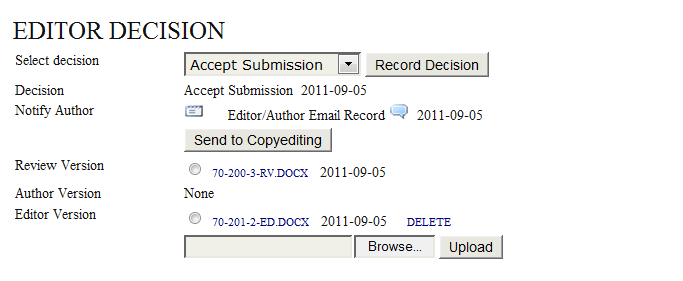 EDITOR DECISION
Select decision Accept Submission Record Decision
Decision Accept Submission 2011-09-05
Notify Author Editor/Author Email Record 2011-09-05
Send to Copyediting
Review Version 70-200-3-RV.DOCX 2011-09-05
Author Version None
Editor Version 70-201-2-ED.DOCX 2011-09-05 DELETE
Browse... Upload